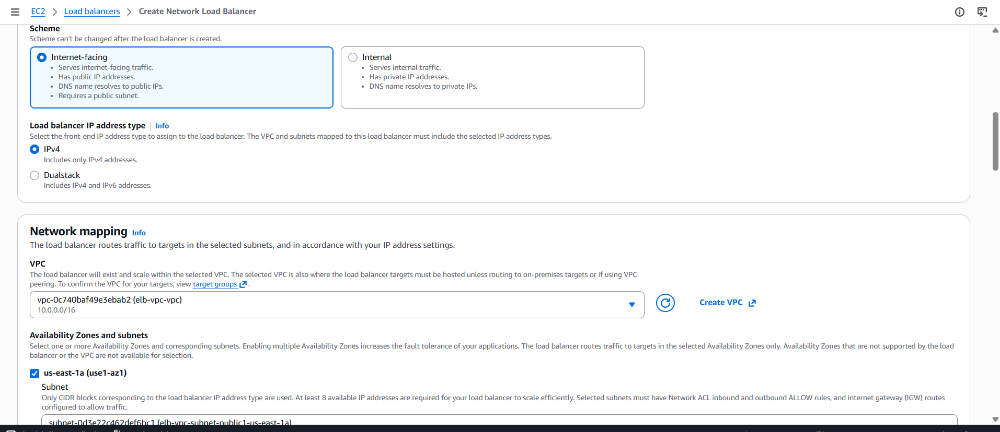 EC2 > Load balancers > Create Network Load Balancer
Scheme
Scheme can't be changed after the load balancer is created.
Internet-facing
• Serves internet-facing traffic.
• Has public IP addresses.
• DNS name resolves to public IPs.
• Requires a public subnet.
Internal
• Serves internal traffic.
• Has private IP addresses.
• DNS name resolves to private IPs.
Load balancer IP address type Info
Select the front-end IP address type to assign to the load balancer. The VPC and subnets mapped to this load balancer must include the selected IP address types.
IPv4
Includes only IPv4 addresses.
Dualstack
Includes IPv4 and IPv6 addresses.
Network mapping Info
The load balancer routes traffic to targets in the selected subnets, and in accordance with your IP address settings.
VPC
The load balancer will exist and scale within the selected VPC. The selected VPC is also where the load balancer targets must be hosted unless routing to on-premises targets or if using VPC
peering. To confirm the VPC for your targets, view target groups.
vpc-0c740baf49e3ebab2 (elb-vpc-vpc)
10.0.0.0/16
Create VPC
Availability Zones and subnets
Select one or more Availability Zones and corresponding subnets. Enabling multiple Availability Zones increases the fault tolerance of your applications. The load balancer routes traffic to targets in the selected Availability Zones only. Availability Zones that are not supported by the load
balancer or the VPC are not available for selection.
us-east-1a (use1-az1)
Subnet
Only CIDR blocks corresponding to the load balancer IP address type are used. At least 8 available IP addresses are required for your load balancer to scale efficiently. Selected subnets must have Network ACL inbound and outbound ALLOW rules, and internet gateway (IGW) routes
configured to allow traffic.
subnet-0d3e22c462def6bc1 (elb-vpc-subnet-public1-us-east-1a)